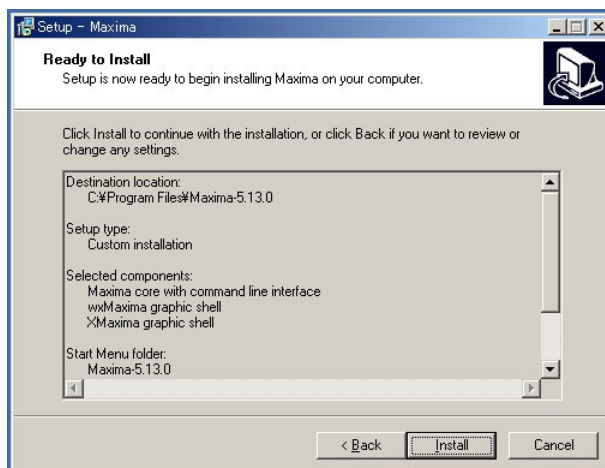 Setup - Maxima
Ready to Install
Setup is now ready to begin installing Maxima on your computer.
Click Install to continue with the installation, or click Back if you want to review or
change any settings.
Destination location:
C:¥Program Files¥Maxima-5.13.0
Setup type:
Custom installation
Selected components:
Maxima core with command line interface
wxMaxima graphic shell
XMaxima graphic shell
Start Menu folder:
Maxima-5.13.0
< Back
Install
Cancel